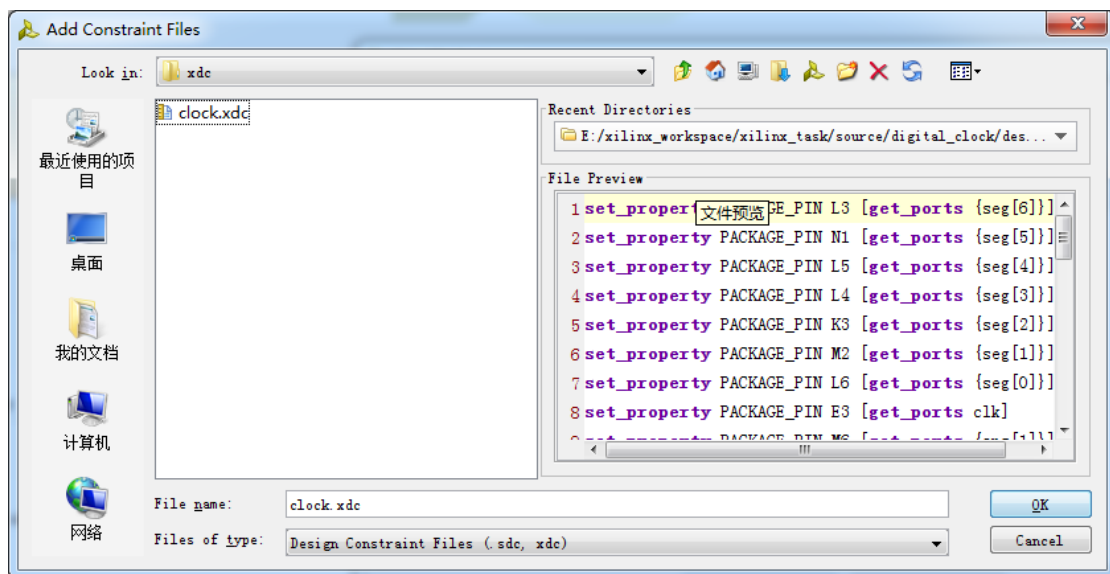 Add Constraint Files
Look in:
xdc
最近使用的项
目
桌面
我的文档
计算机
网络
clock.xdc
Recent Directories
E:/xilinx_workspace/xilinx_task/source/digital_clock/des...
File Preview
1 set_property PACKAGE_PIN L3 [get_ports {seg[6]}]
文件预览
2 set_property PACKAGE_PIN N1 [get_ports {seg[5]}]
3 set_property PACKAGE_PIN L5 [get_ports {seg[4]}]
4 set_property PACKAGE_PIN L4 [get_ports {seg[3]}]
5 set_property PACKAGE_PIN K3 [get_ports {seg[2]}]
6 set_property PACKAGE_PIN M2 [get_ports {seg[1]}]
7 set_property PACKAGE_PIN L6 [get_ports {seg[0]}]
8 set_property PACKAGE_PIN E3 [get_ports clk]
File name:
clock.xdc
OK
Files of type:
Design Constraint Files (.sdc, xdc)
Cancel